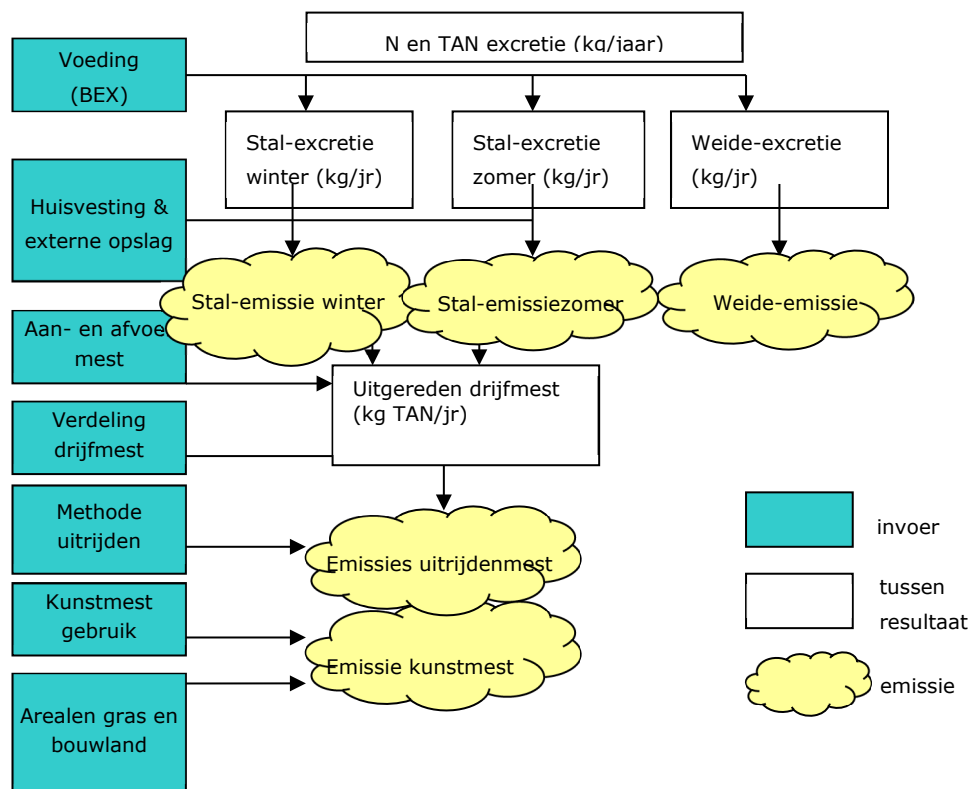 N en TAN excretie (kg/jaar)
Voeding
(BEX)
Stal-excretie
winter (kg/jr)
Stal-excretie
zomer (kg/jr)
Weide-excretie
(kg/jr)
Huisvesting &
externe opslag
Stal-emissie winter
Stal-emissiezomer
Weide-emissie
Aan- en afvoe
mest
Uitgereden drijfmest
(kg TAN/jr)
Verdeling
drijfmest
Methode
uitrijden
Emissies uitrijdenmest
Kunstmest
gebruik
Emissie kunstmest
Arealen gras en
bouwland
invoer
tussen
resultaat
emissie